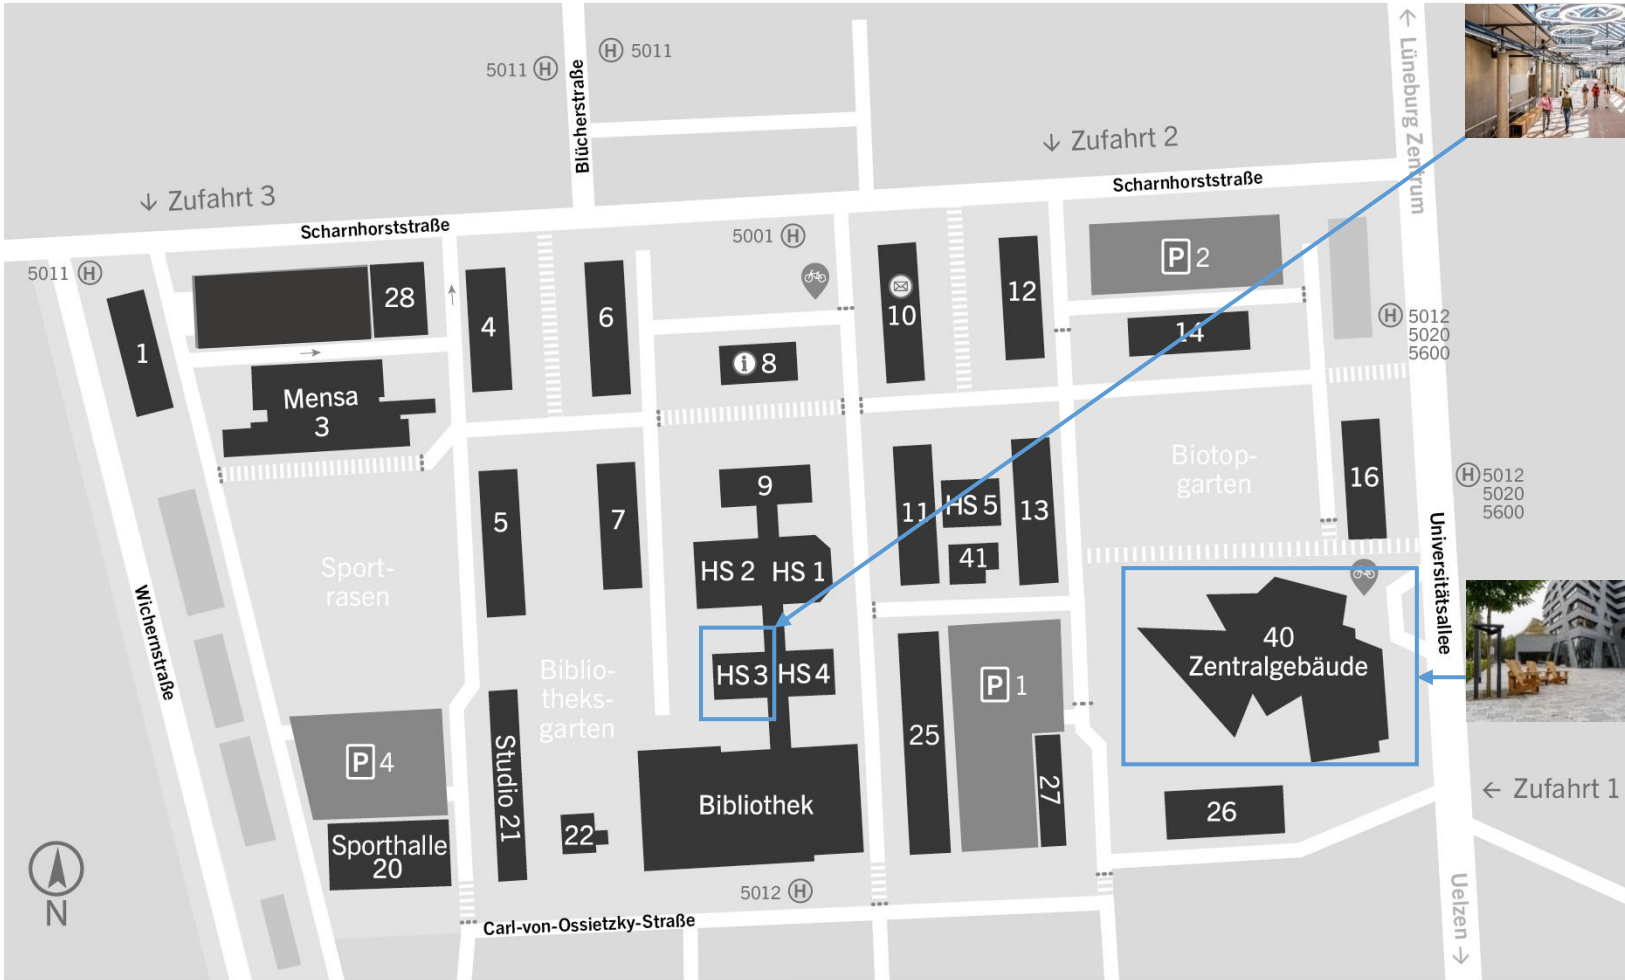 ↑ Lüneburg Zentrum
5011 H
H 5011
Blücherstraße
↓ Zufahrt 2
Scharnhorststraße
↓ Zufahrt 3
Scharnhorststraße
5001 H
5011 H
P 2
28
4
6
10
12
H 5012
5020
5600
14
1
i 8
Mensa
3
Biotop-
garten
16
H 5012
5020
5600
9
5
7
11
HS 5
13
41
HS 2
HS 1
Universitätsallee
Sport-
rasen
Wichernstraße
40
Zentralgebäude
HS 3
HS 4
Biblio-
theks-
garten
P 1
25
27
P 4
Studio 21
Bibliothek
22
26
← Zufahrt 1
Sporthalle
20
N
5012 H
Carl-von-Ossietzky-Straße
Uelzen →